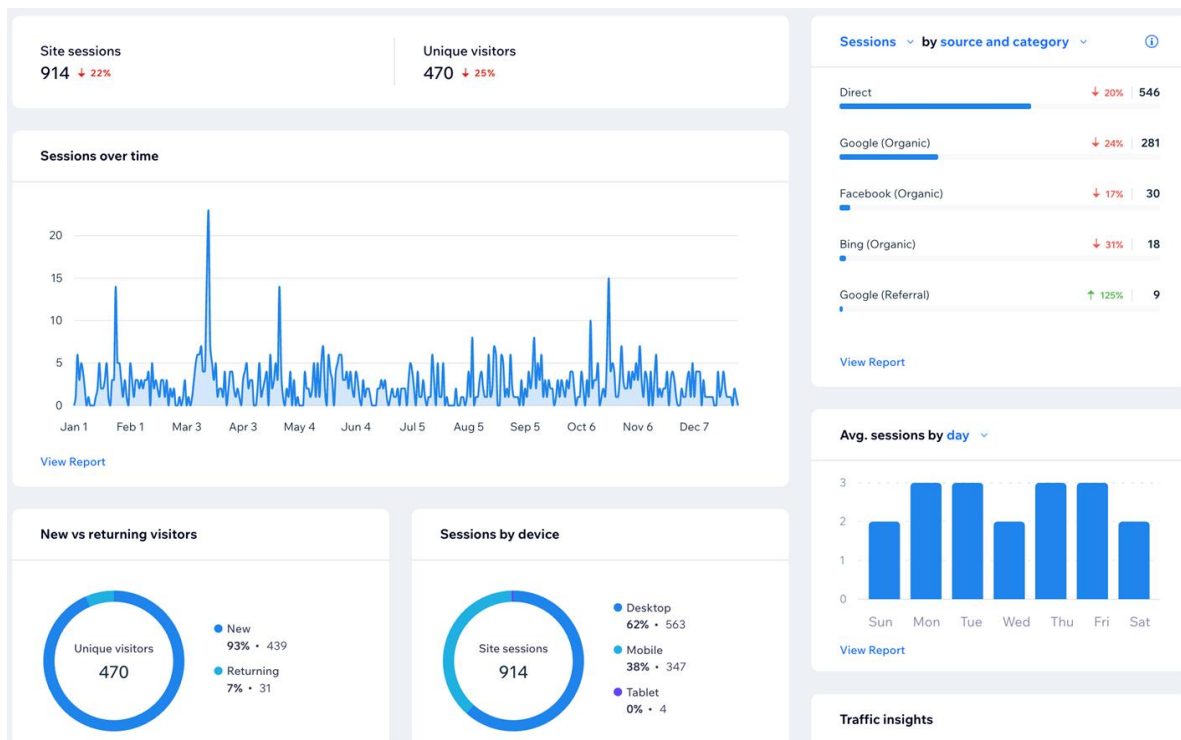 Site sessions
914 ↓ 22%
Unique visitors
470 ↓ 25%
Sessions over time
20
15
10
5
0
Jan 1 Feb 1 Mar 3 Apr 3 May 4 Jun 4 Jul 5 Aug 5 Sep 5 Oct 6 Nov 6 Dec 7
View Report
New vs returning visitors
Unique visitors
470
New
93% • 439
Returning
7% • 31
Sessions by device
Site sessions
914
Desktop
62% • 563
Mobile
38% • 347
Tablet
0% • 4
Sessions by source and category
Direct ↓ 20% 546
Google (Organic) ↓ 24% 281
Facebook (Organic) ↓ 17% 30
Bing (Organic) ↓ 31% 18
Google (Referral) ↑ 125% 9
View Report
Avg. sessions by day
3
2
1
0
Sun Mon Tue Wed Thu Fri Sat
View Report
Traffic insights